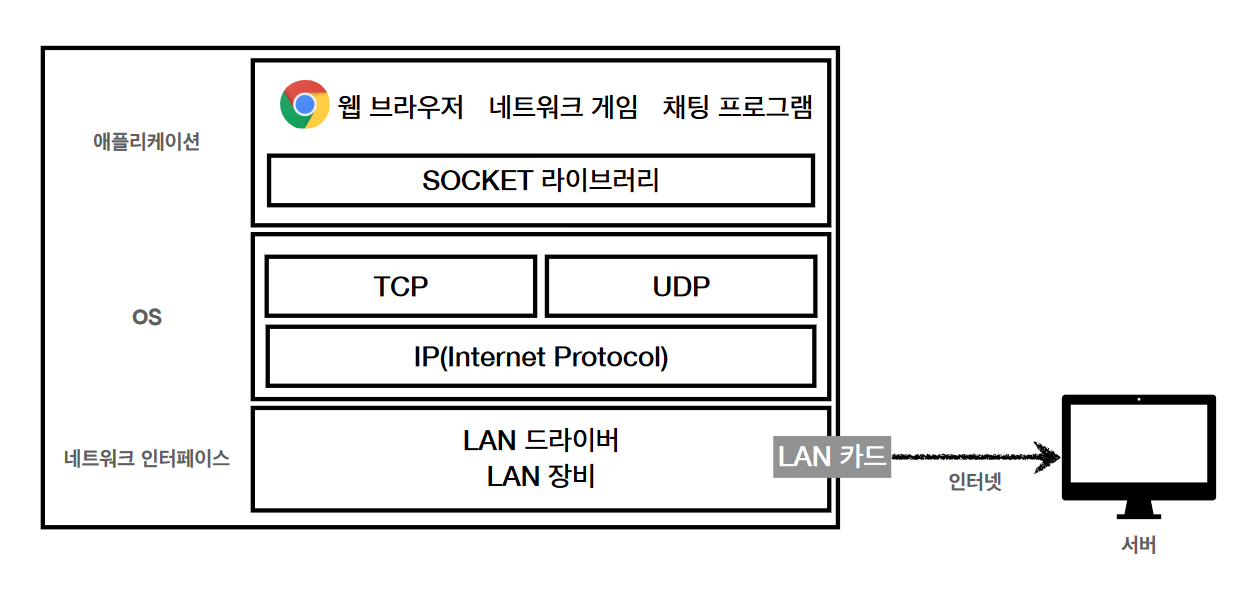 애플리케이션
웹 브라우저 네트워크 게임 채팅 프로그램
SOCKET 라이브러리
OS
TCP
UDP
IP(Internet Protocol)
네트워크 인터페이스
LAN 드라이버
LAN 장비
LAN 카드
인터넷
서버